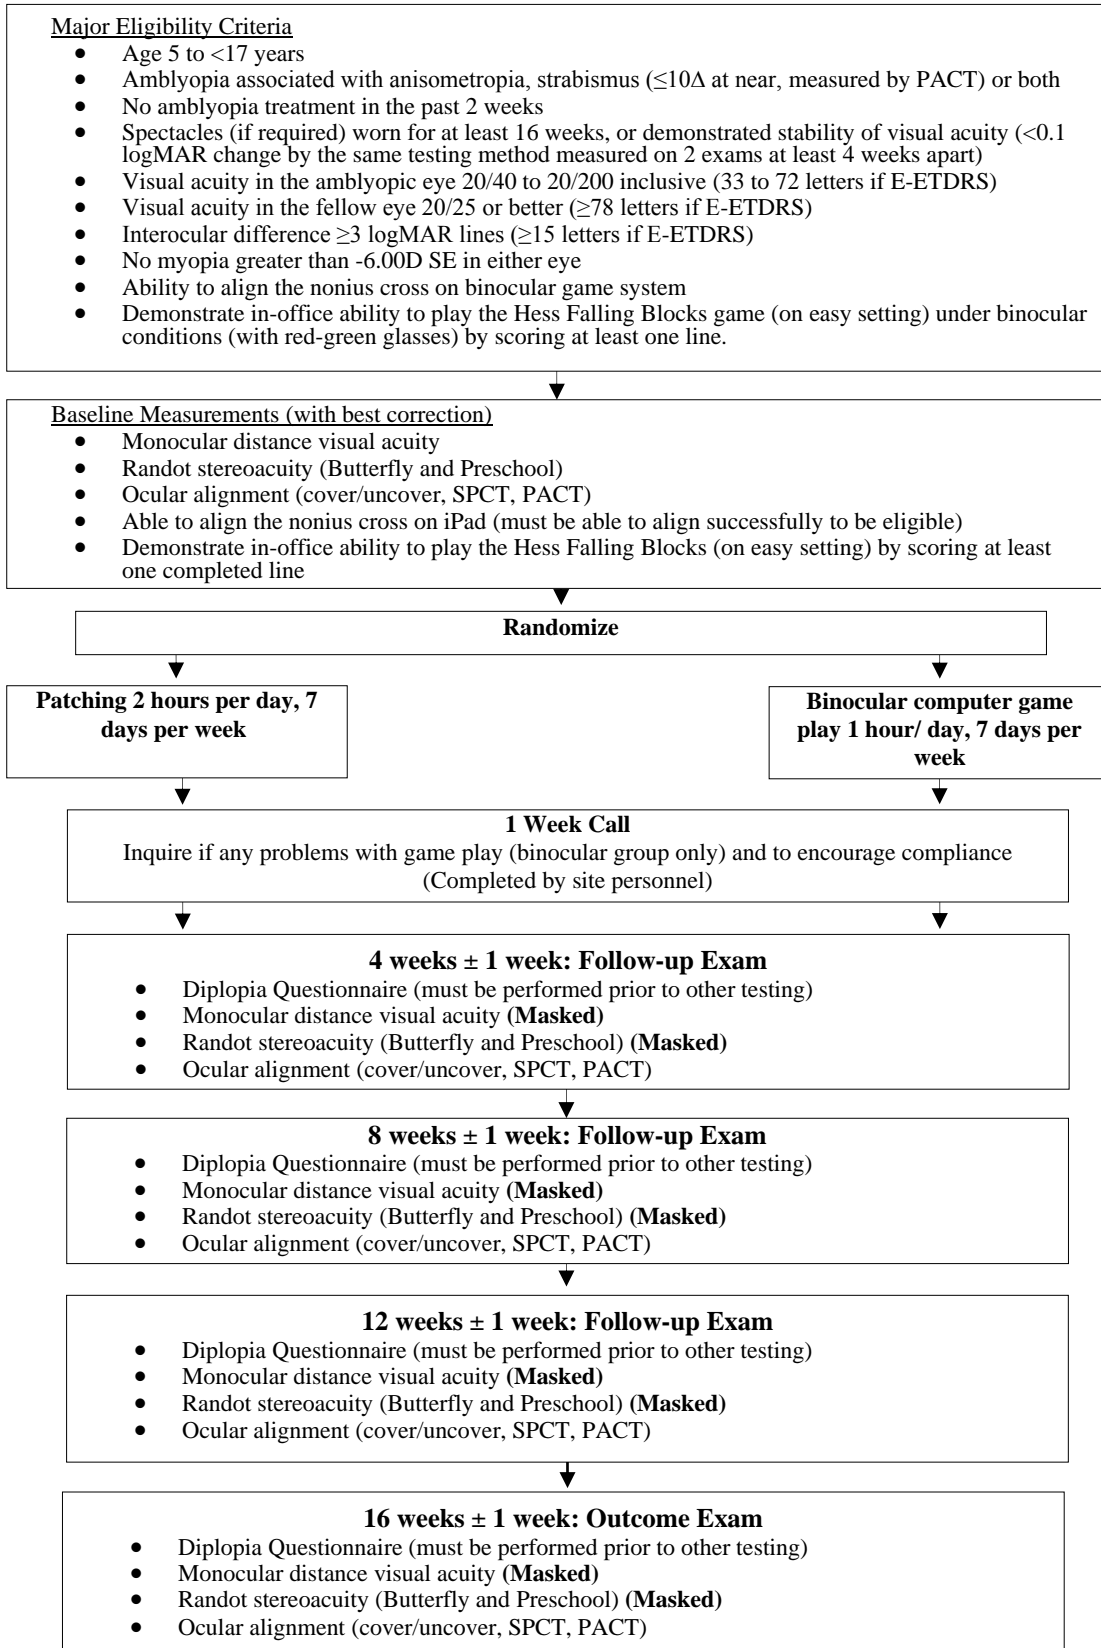 Major Eligibility Criteria
• Age 5 to <17 years
• Amblyopia associated with anisometropia, strabismus (≤10Δ at near, measured by PACT) or both
• No amblyopia treatment in the past 2 weeks
• Spectacles (if required) worn for at least 16 weeks, or demonstrated stability of visual acuity (<0.1
logMAR change by the same testing method measured on 2 exams at least 4 weeks apart)
• Visual acuity in the amblyopic eye 20/40 to 20/200 inclusive (33 to 72 letters if E-ETDRS)
• Visual acuity in the fellow eye 20/25 or better (≥78 letters if E-ETDRS)
• Interocular difference ≥3 logMAR lines (≥15 letters if E-ETDRS)
• No myopia greater than -6.00D SE in either eye
• Ability to align the nonius cross on binocular game system
• Demonstrate in-office ability to play the Hess Falling Blocks game (on easy setting) under binocular
conditions (with red-green glasses) by scoring at least one line.
Baseline Measurements (with best correction)
• Monocular distance visual acuity
• Randot stereoacuity (Butterfly and Preschool)
• Ocular alignment (cover/uncover, SPCT, PACT)
• Able to align the nonius cross on iPad (must be able to align successfully to be eligible)
• Demonstrate in-office ability to play the Hess Falling Blocks (on easy setting) by scoring at least
one completed line
Randomize
Patching 2 hours per day, 7
days per week
Binocular computer game
play 1 hour/ day, 7 days per
week
1 Week Call
Inquire if any problems with game play (binocular group only) and to encourage compliance
(Completed by site personnel)
4 weeks ± 1 week: Follow-up Exam
• Diplopia Questionnaire (must be performed prior to other testing)
• Monocular distance visual acuity (Masked)
• Randot stereoacuity (Butterfly and Preschool) (Masked)
• Ocular alignment (cover/uncover, SPCT, PACT)
8 weeks ± 1 week: Follow-up Exam
• Diplopia Questionnaire (must be performed prior to other testing)
• Monocular distance visual acuity (Masked)
• Randot stereoacuity (Butterfly and Preschool) (Masked)
• Ocular alignment (cover/uncover, SPCT, PACT)
12 weeks ± 1 week: Follow-up Exam
• Diplopia Questionnaire (must be performed prior to other testing)
• Monocular distance visual acuity (Masked)
• Randot stereoacuity (Butterfly and Preschool) (Masked)
• Ocular alignment (cover/uncover, SPCT, PACT)
16 weeks ± 1 week: Outcome Exam
• Diplopia Questionnaire (must be performed prior to other testing)
• Monocular distance visual acuity (Masked)
• Randot stereoacuity (Butterfly and Preschool) (Masked)
• Ocular alignment (cover/uncover, SPCT, PACT)